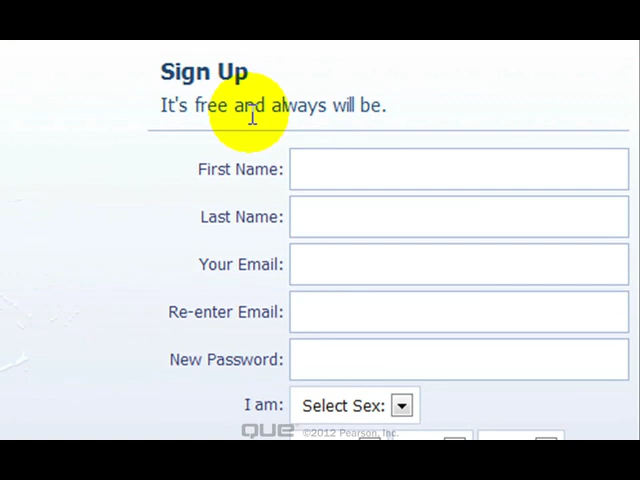 Sign Up
It's free and always will be.
First Name:
Last Name:
Your Email:
Re-enter Email:
New Password:
I am: Select Sex:
QUe ©2012 Pearson, Inc.